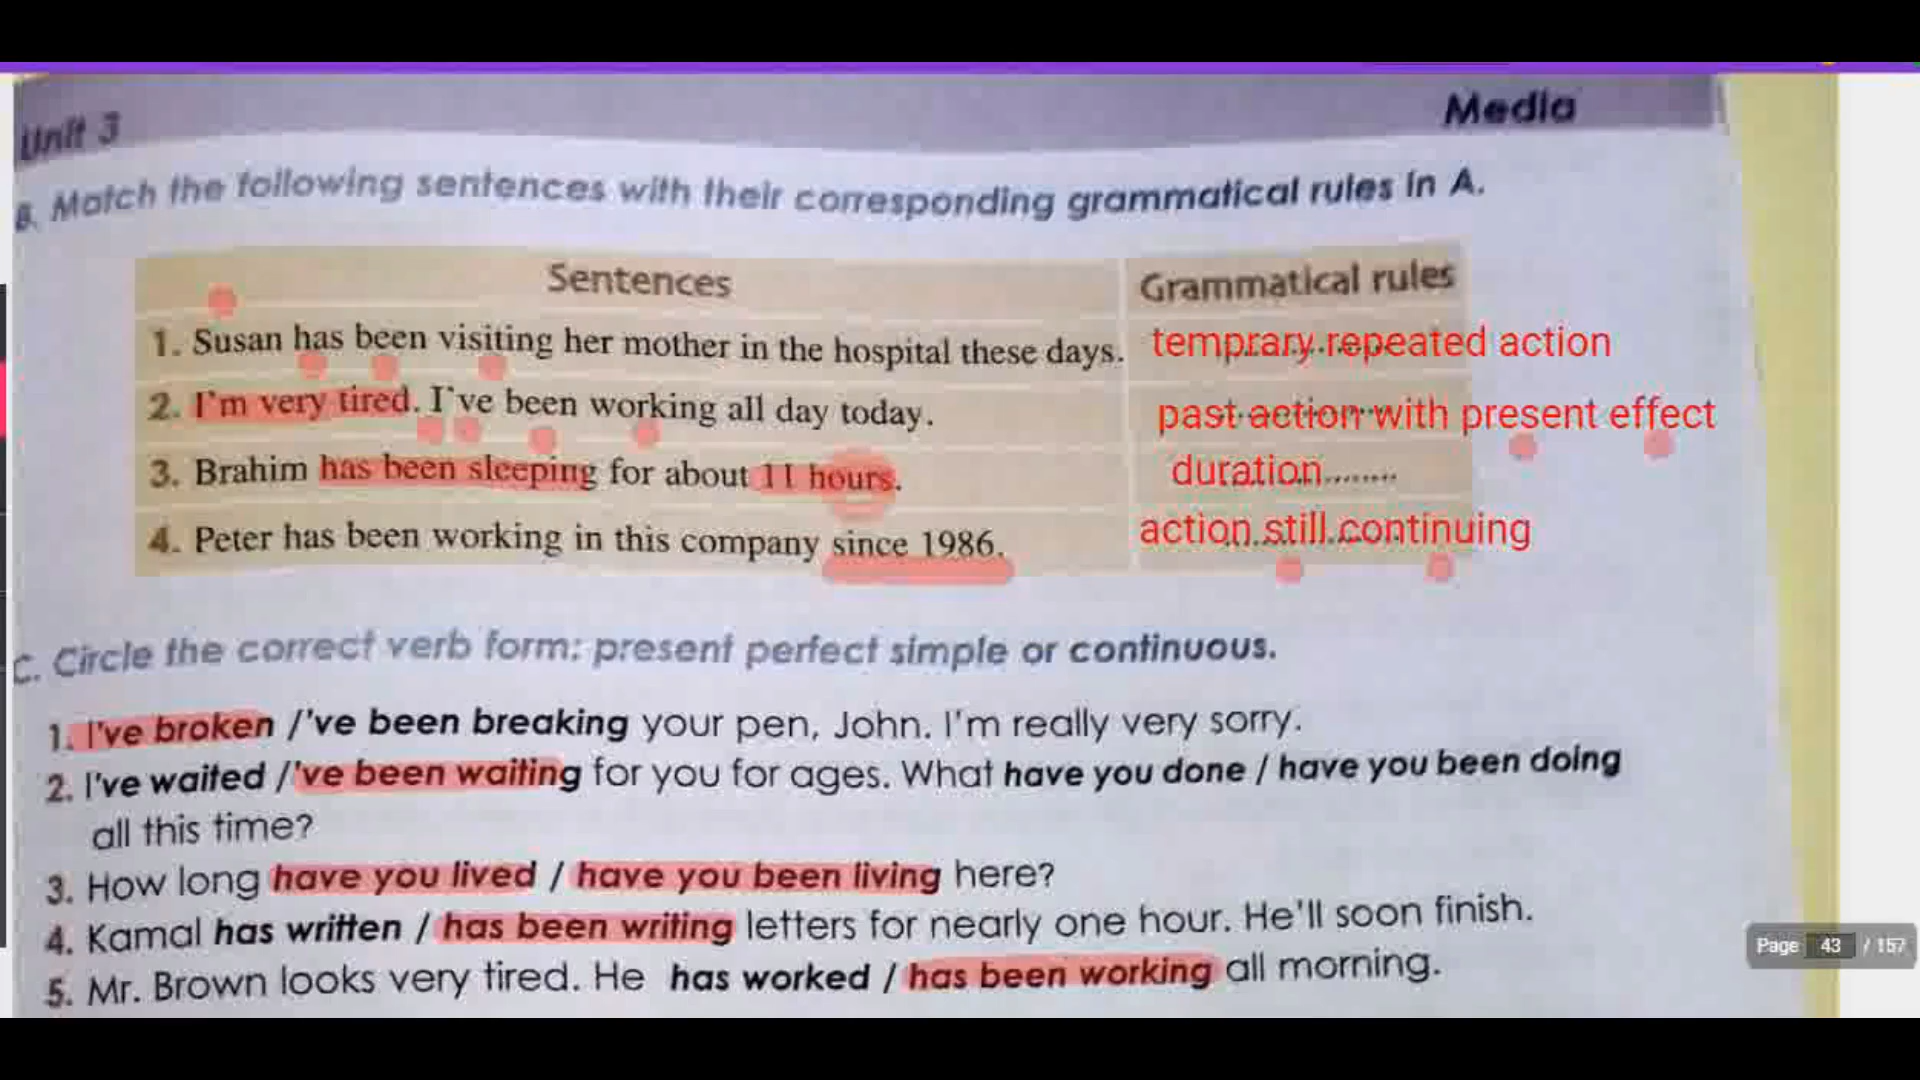 Unit 3
Media
B. Match the following sentences with their corresponding grammatical rules in A.
Sentences
Grammatical rules
1. Susan has been visiting her mother in the hospital these days.
temprary repeated action
2. I'm very tired. I've been working all day today.
past action with present effect
3. Brahim has been sleeping for about 11 hours.
duration........
4. Peter has been working in this company since 1986.
action still continuing
C. Circle the correct verb form: present perfect simple or continuous.
1. I've broken /'ve been breaking your pen, John. I'm really very sorry.
2. I've waited /'ve been waiting for you for ages. What have you done / have you been doing
all this time?
3. How long have you lived / have you been living here?
4. Kamal has written / has been writing letters for nearly one hour. He'll soon finish.
5. Mr. Brown looks very tired. He has worked / has been working all morning.
Page 43 / 157